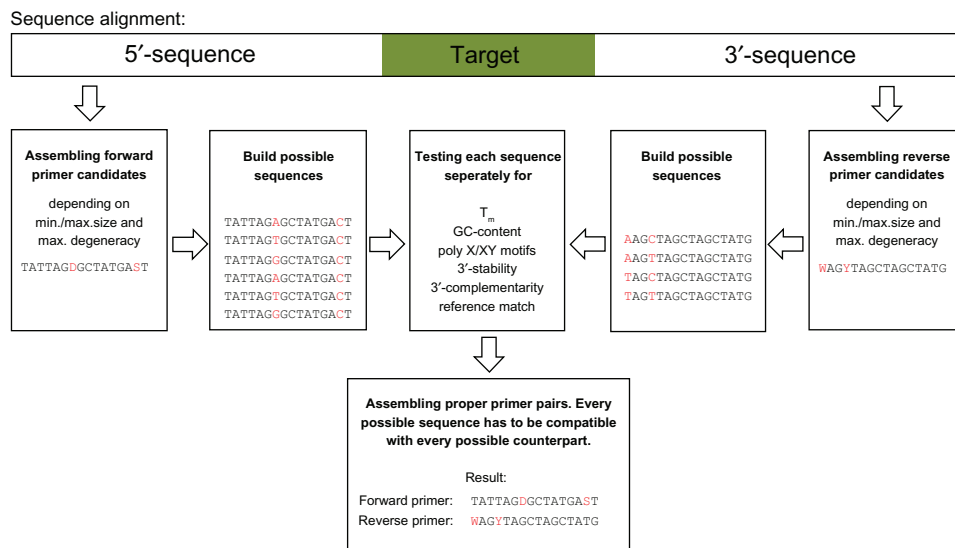 Sequence alignment:
5′-sequence
Target
3′-sequence
Assembling forward
primer candidates
depending on
min./max.size and
max. degeneracy
TATTAGDGCTATGAST
Build possible
sequences
TATTAGAGCTATGACT
TATTAGTGCTATGACT
TATTAGGGCTATGACT
TATTAGAGCTATGACT
TATTAGTGCTATGACT
TATTAGGGCTATGACT
Testing each sequence
seperately for
Tm
GC-content
poly X/XY motifs
3′-stability
3′-complementarity
reference match
Build possible
sequences
AAGCTAGCTAGCTATG
AAGTTAGCTAGCTATG
TAGCTAGCTAGCTATG
TAGTTAGCTAGCTATG
Assembling reverse
primer candidates
depending on
min./max.size and
max. degeneracy
WAGYTAGCTAGCTATG
Assembling proper primer pairs. Every
possible sequence has to be compatible
with every possible counterpart.
Result:
Forward primer: TATTAGDGCTATGAST
Reverse primer: WAGYTAGCTAGCTATG